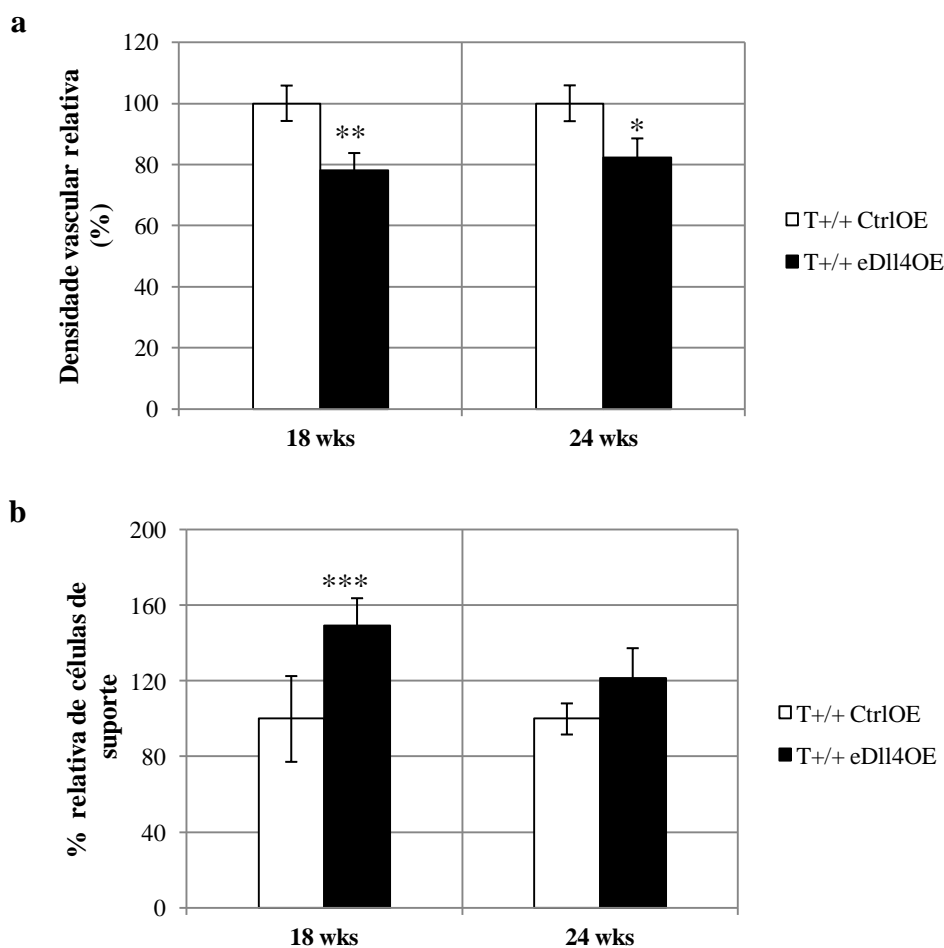 a
Densidade vascular relativa
(%)
120
100
80
60
40
20
0
**
*
18 wks
24 wks
T+/+ CtrlOE
T+/+ eDll4OE
b
% relativa de células de
suporte
200
160
120
80
40
0
***
18 wks
24 wks
T+/+ CtrlOE
T+/+ eDll4OE